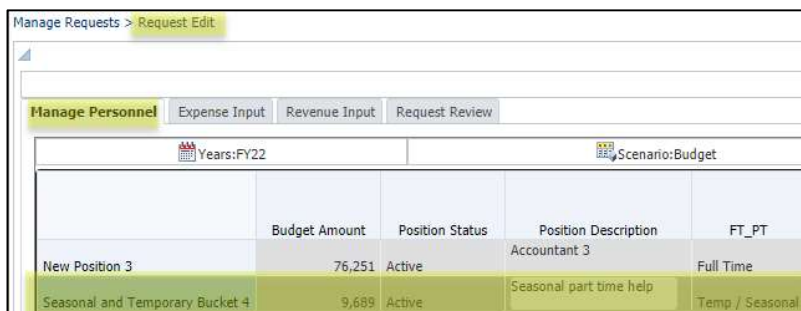 Manage Requests > Request Edit
Manage Personnel Expense Input Revenue Input Request Review
Years:FY22 Scenario:Budget
Budget Amount Position Status Position Description FT_PT
New Position 3 76,251 Active Accountant 3 Full Time
Seasonal and Temporary Bucket 4 9,689 Active Seasonal part time help Temp / Seasonal